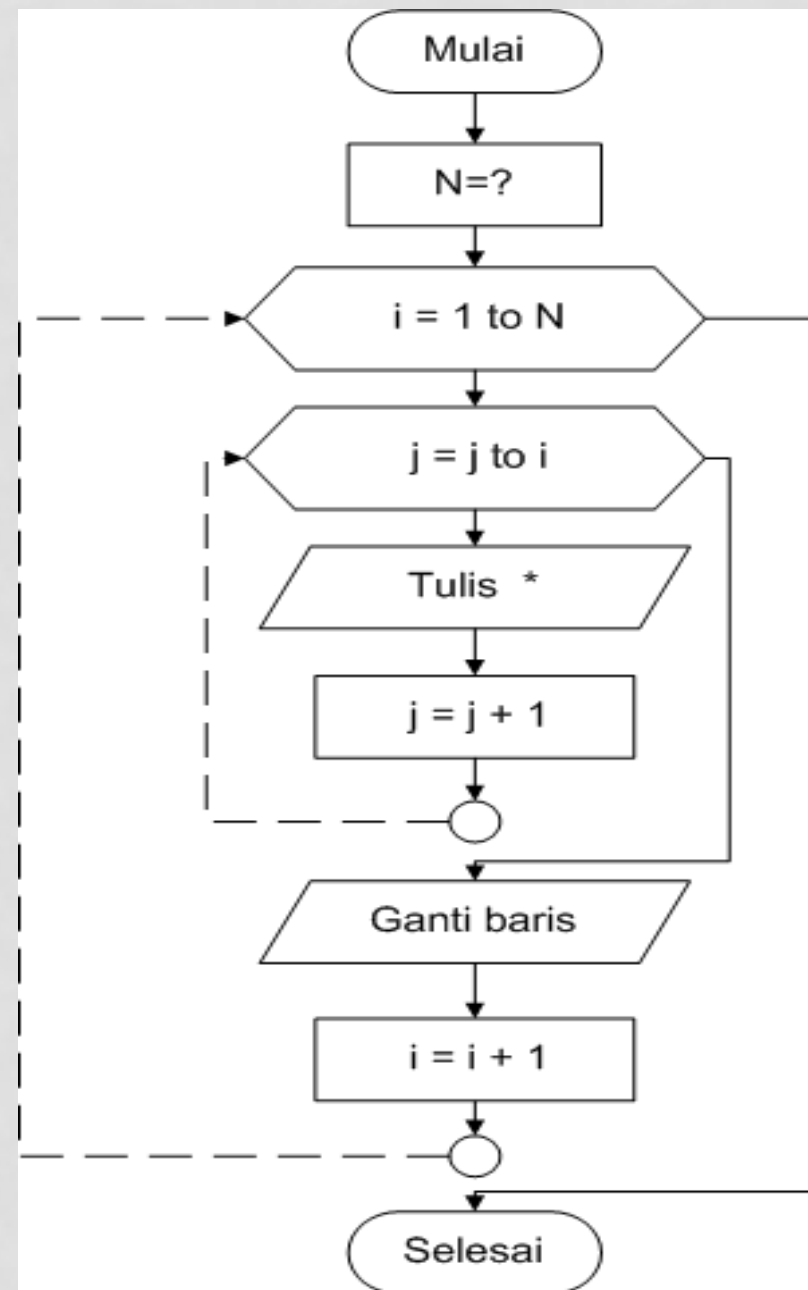 Mulai
N=?
i = 1 to N
j = j to i
Tulis *
j = j + 1
Ganti baris
i = i + 1
Selesai